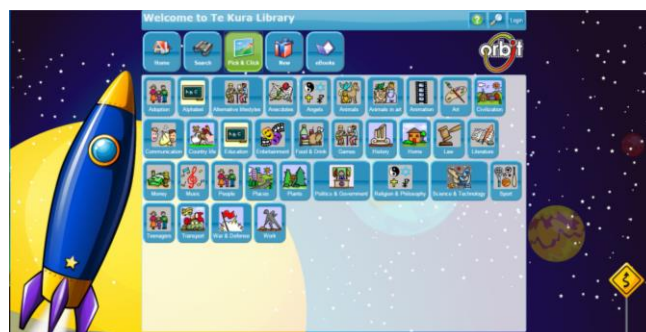 Welcome to Te Kura Library
? Login
Home Search Pick & Click New eBooks
orbit
Adoption Alphabet Alternative lifestyles Anecdotes Angels Animals Animals in art Animation Art Civilization
Communication Country life Education Entertainment Food & Drink Games History Home Law Literature
Money Music People Places Plants Politics & Government Religion & Philosophy Science & Technology Sport
Teenagers Transport War & Defence Work